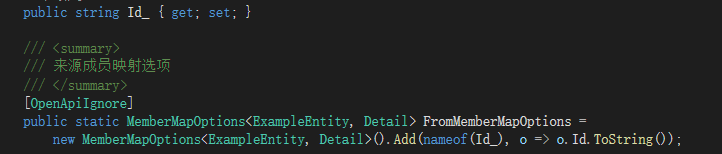 public string Id_ { get; set; }
/// <summary>
/// 来源成员映射选项
/// </summary>
[OpenApiIgnore]
public static MemberMapOptions<ExampleEntity, Detail> FromMemberMapOptions =
new MemberMapOptions<ExampleEntity, Detail>().Add(nameof(Id_), o => o.Id.ToString());